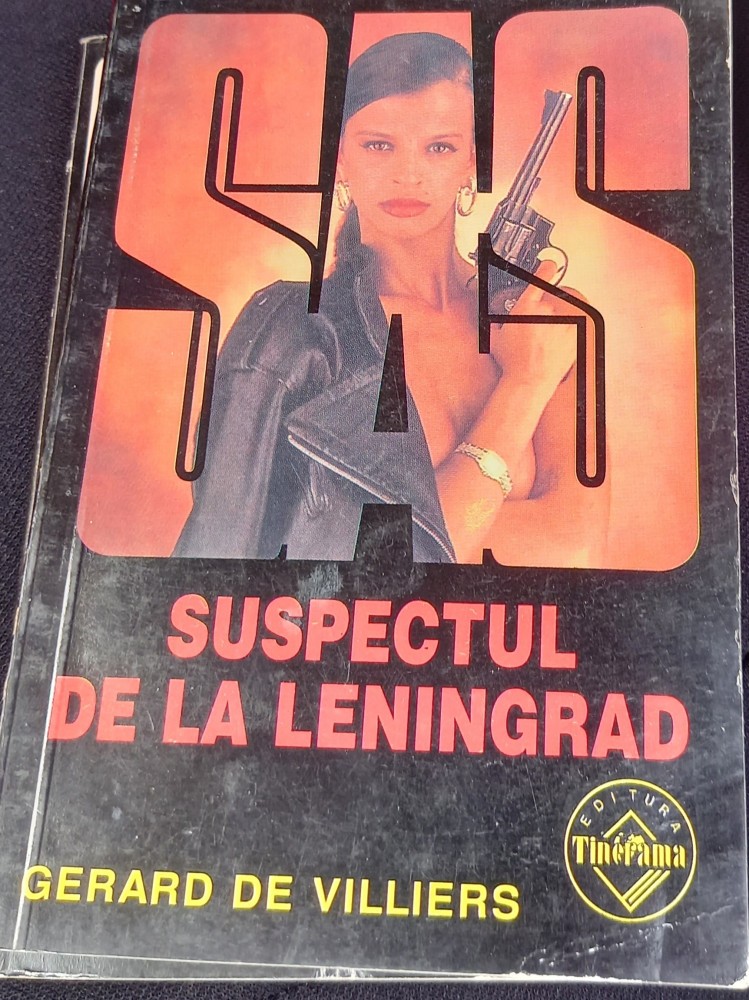 SAS
SUSPECTUL
DE LA LENINGRAD
EDITURA
Tinerama
GERARD DE VILLIERS